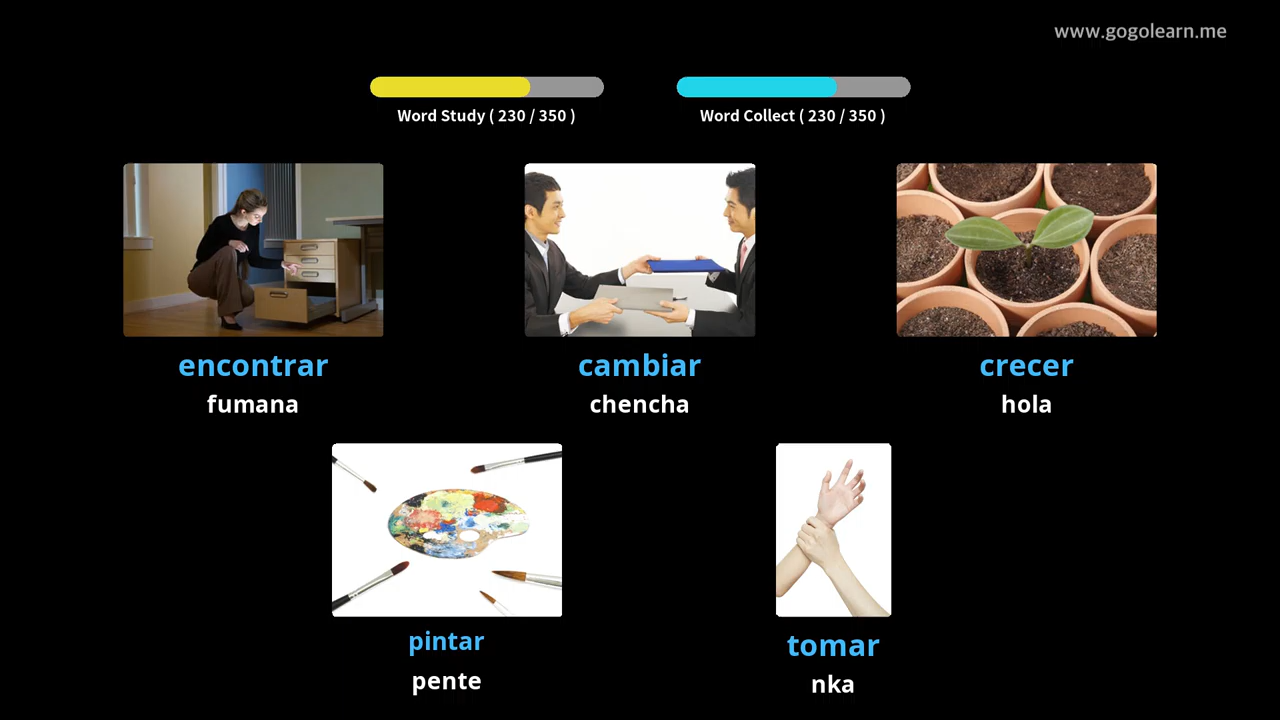 www.gogolearn.me
Word Study ( 230 / 350 )
Word Collect ( 230 / 350 )
encontrar
fumana
cambiar
chencha
crecer
hola
pintar
pente
tomar
nka